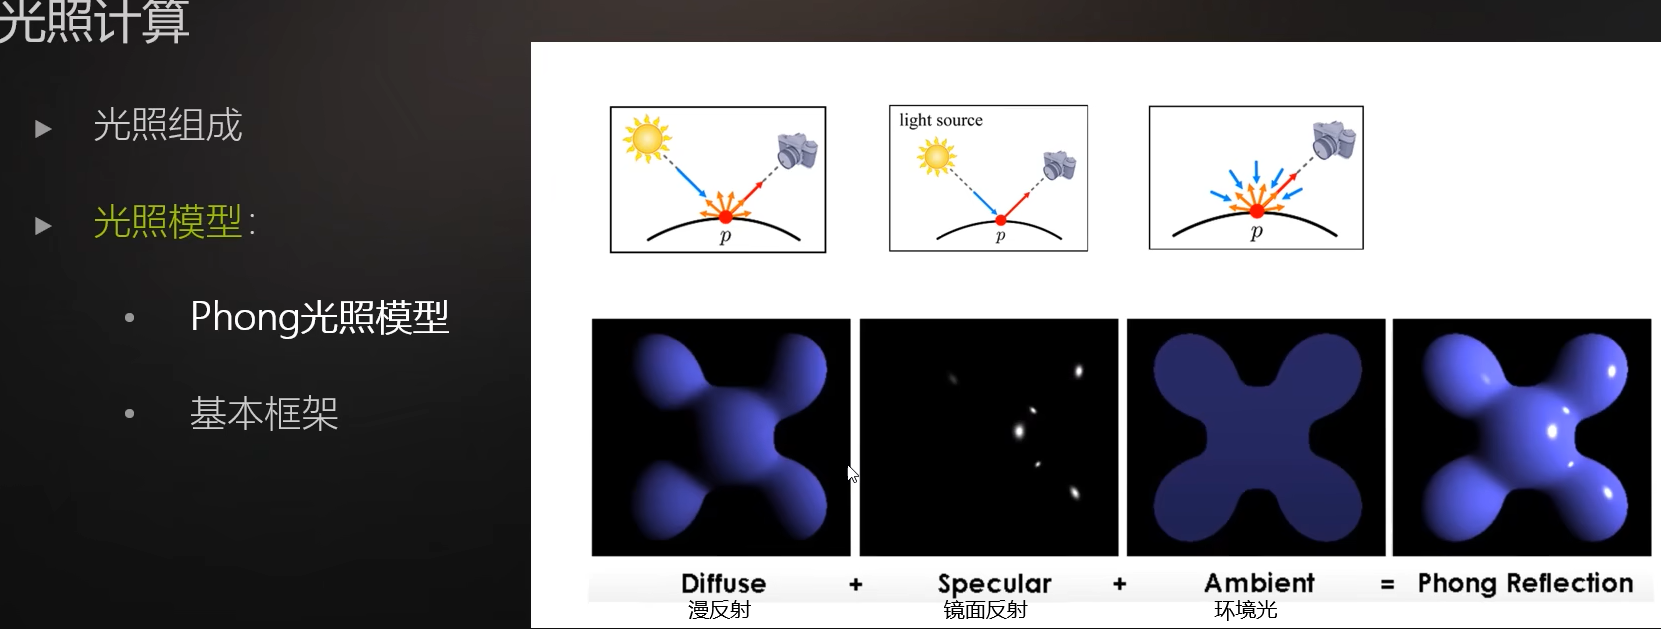 光照计算
光照组成
光照模型：
Phong光照模型
基本框架
light source
p
p
p
Diffuse + Specular + Ambient = Phong Reflection
漫反射 镜面反射 环境光